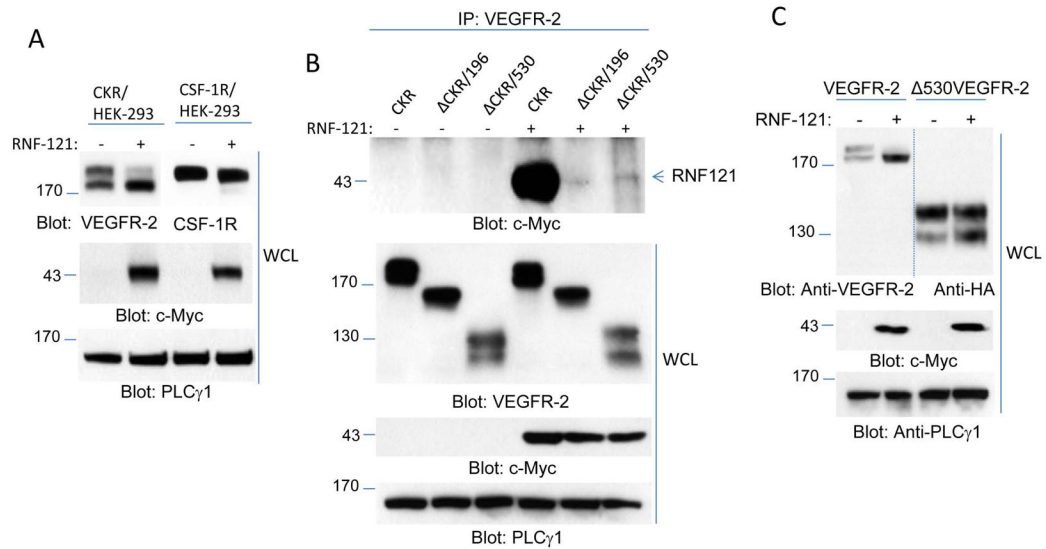 A
CKR/ HEK-293 CSF-1R/ HEK-293
RNF-121: - + - +
170
Blot: VEGFR-2 CSF-1R
43
Blot: c-Myc
170
Blot: PLCγ1
WCL
B
IP: VEGFR-2
CKR ΔCKR/196 ΔCKR/530 CKR ΔCKR/196 ΔCKR/530
RNF-121: - - - + + +
43 RNF121
Blot: c-Myc
170
130
Blot: VEGFR-2
43
Blot: c-Myc
170
Blot: PLCγ1
WCL
C
VEGFR-2 Δ530VEGFR-2
RNF-121: - + - +
170
130
Blot: Anti-VEGFR-2 Anti-HA
43
Blot: c-Myc
170
Blot: Anti-PLCγ1
WCL